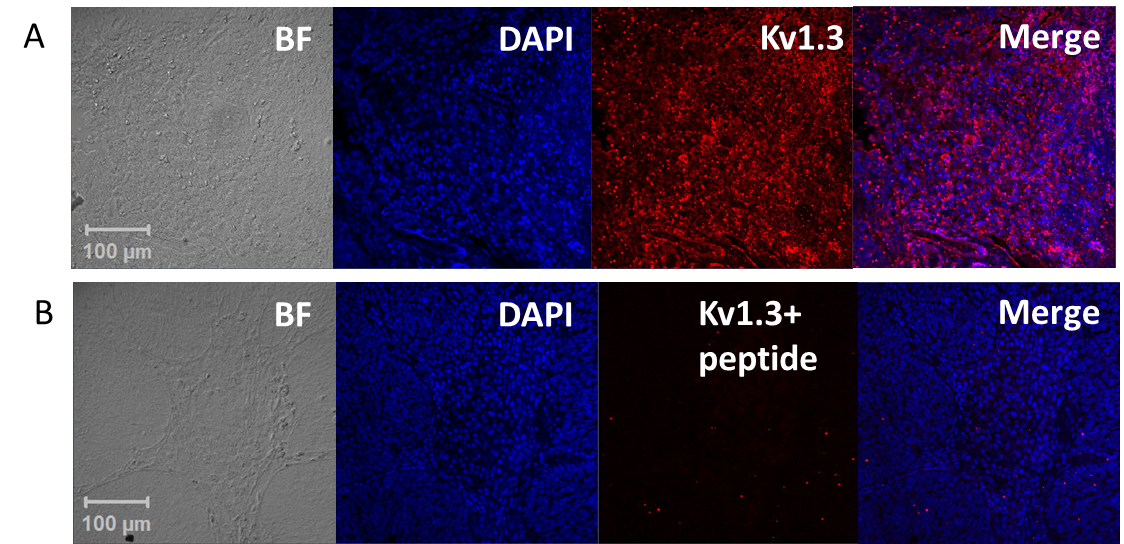 A
BF
DAPI
Kv1.3
Merge
100 µm
B
BF
DAPI
Kv1.3+
peptide
Merge
100 µm